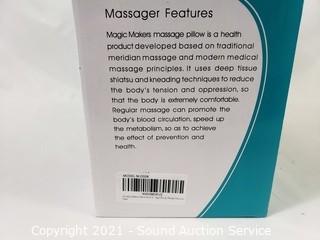 Massager Features
Magic Makers massage pillow is a health
product developed based on traditional
meridian massage and modern medical
massage principles. It uses deep tissue
shiatsu and kneading techniques to reduce
the body's tension and oppression, so
that the body is extremely comfortable.
Regular massage can promote the
body's blood circulation, speed up
the metabolism, so as to achieve
the effect of prevention and
health.
Copyright 2021 - Sound Auction Service